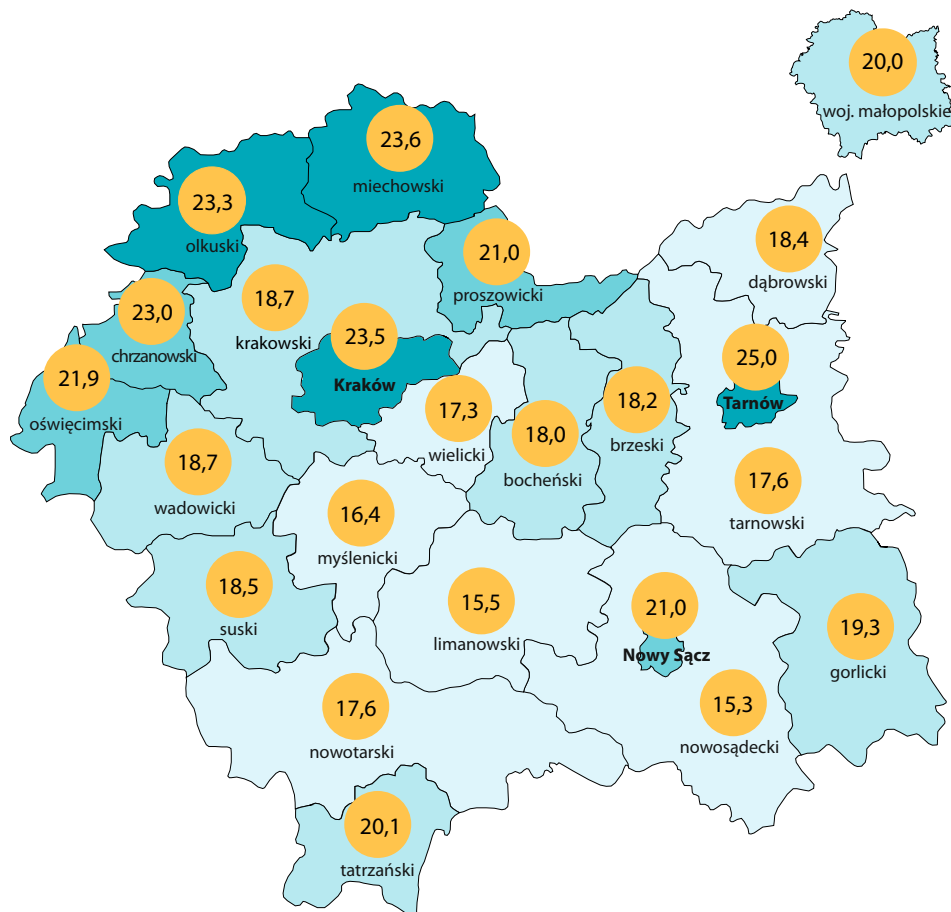 20,0
woj. małopolskie
23,6
miechowski
23,3
olkuski
21,0
proszowicki
18,4
dąbrowski
18,7
krakowski
23,0
chrzanowski
23,5
Kraków
25,0
Tarnów
21,9
oświęcimski
17,3
wielicki
18,2
brzeski
18,0
bocheński
18,7
wadowicki
17,6
tarnowski
16,4
myślenicki
18,5
suski
15,5
limanowski
21,0
Nowy Sącz
19,3
gorlicki
17,6
nowotarski
15,3
nowosądecki
20,1
tatrzański